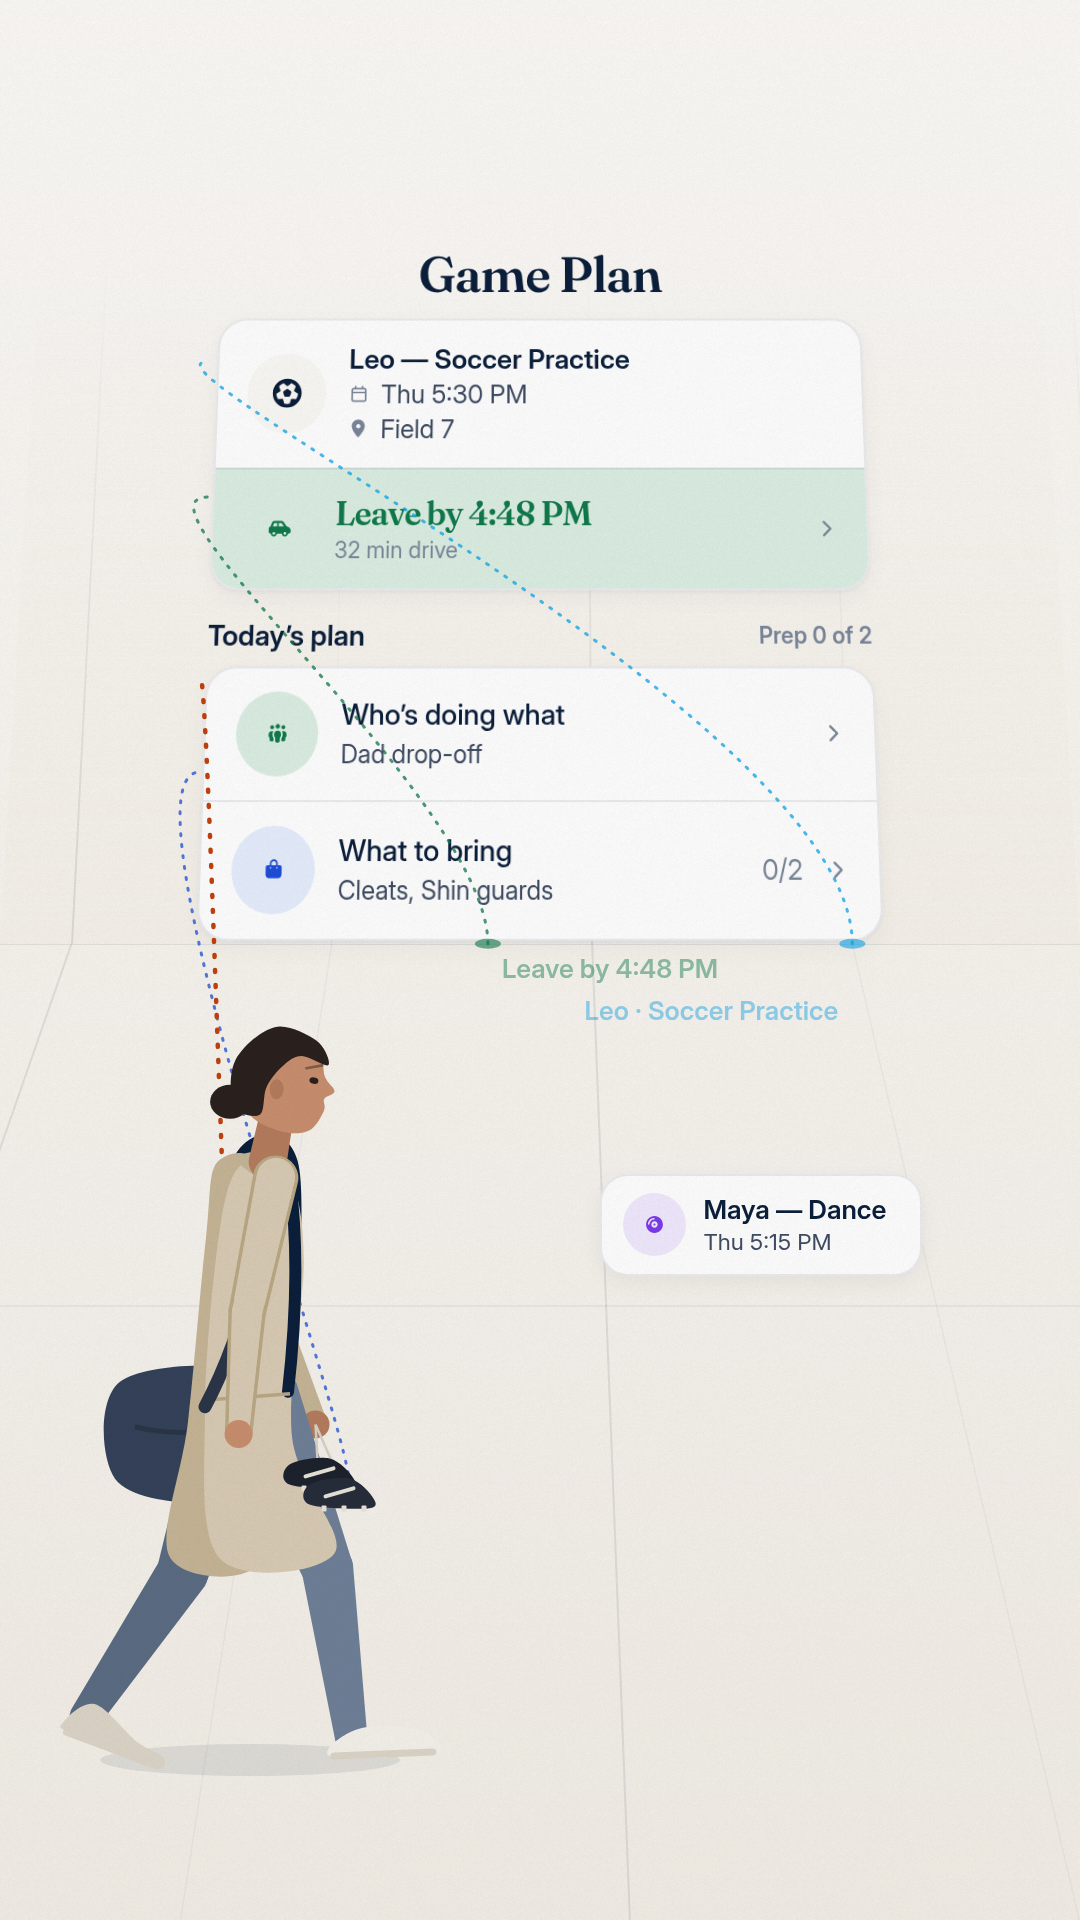 Game Plan
Leo — Soccer Practice
Thu 5:30 PM
Field 7
Leave by 4:48 PM
32 min drive
Today’s plan
Prep 0 of 2
Who’s doing what
Dad drop-off
What to bring
Cleats, Shin guards
0/2
Leave by 4:48 PM
Leo · Soccer Practice
Maya — Dance
Thu 5:15 PM